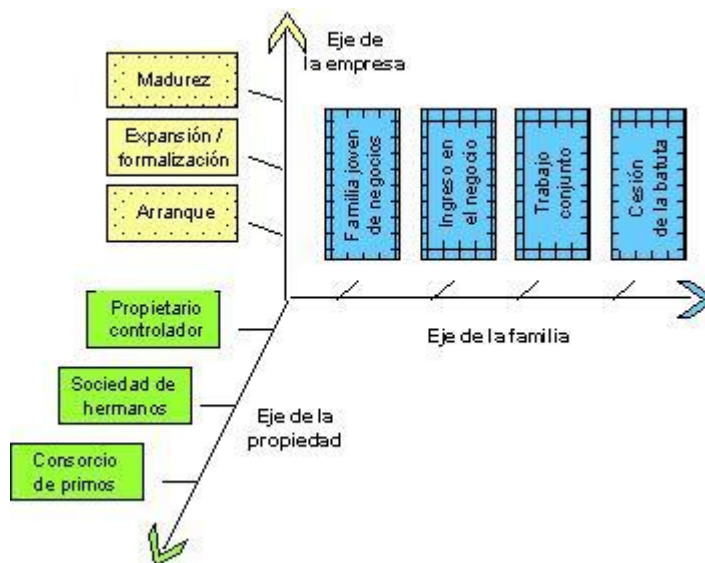 Eje de
la empresa
Madurez
Expansión /
formalización
Arranque
Familia joven
de negocios
Ingreso en
el negocio
Trabajo
conjunto
Cesión
de la batuta
Eje de la familia
Propietario
controlador
Sociedad de
hermanos
Consorcio
de primos
Eje de la
propiedad